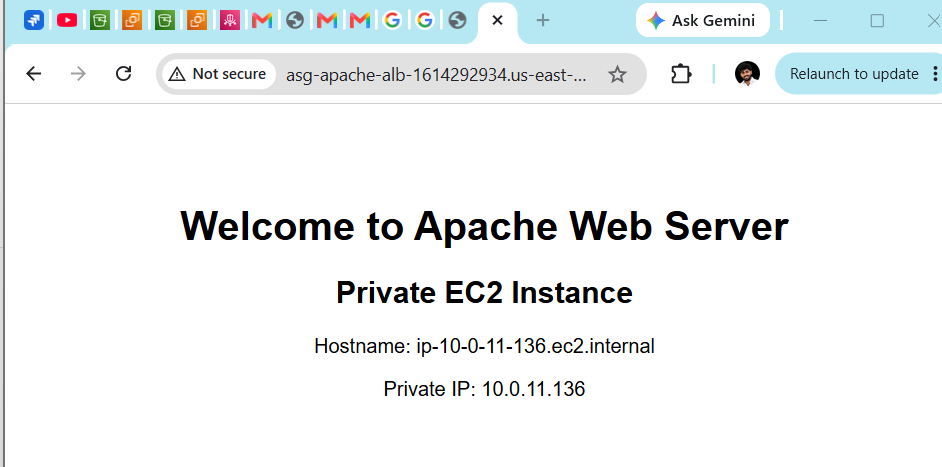 Ask Gemini
Not secure
asg-apache-alb-1614292934.us-east-...
Relaunch to update
Welcome to Apache Web Server
Private EC2 Instance
Hostname: ip-10-0-11-136.ec2.internal
Private IP: 10.0.11.136